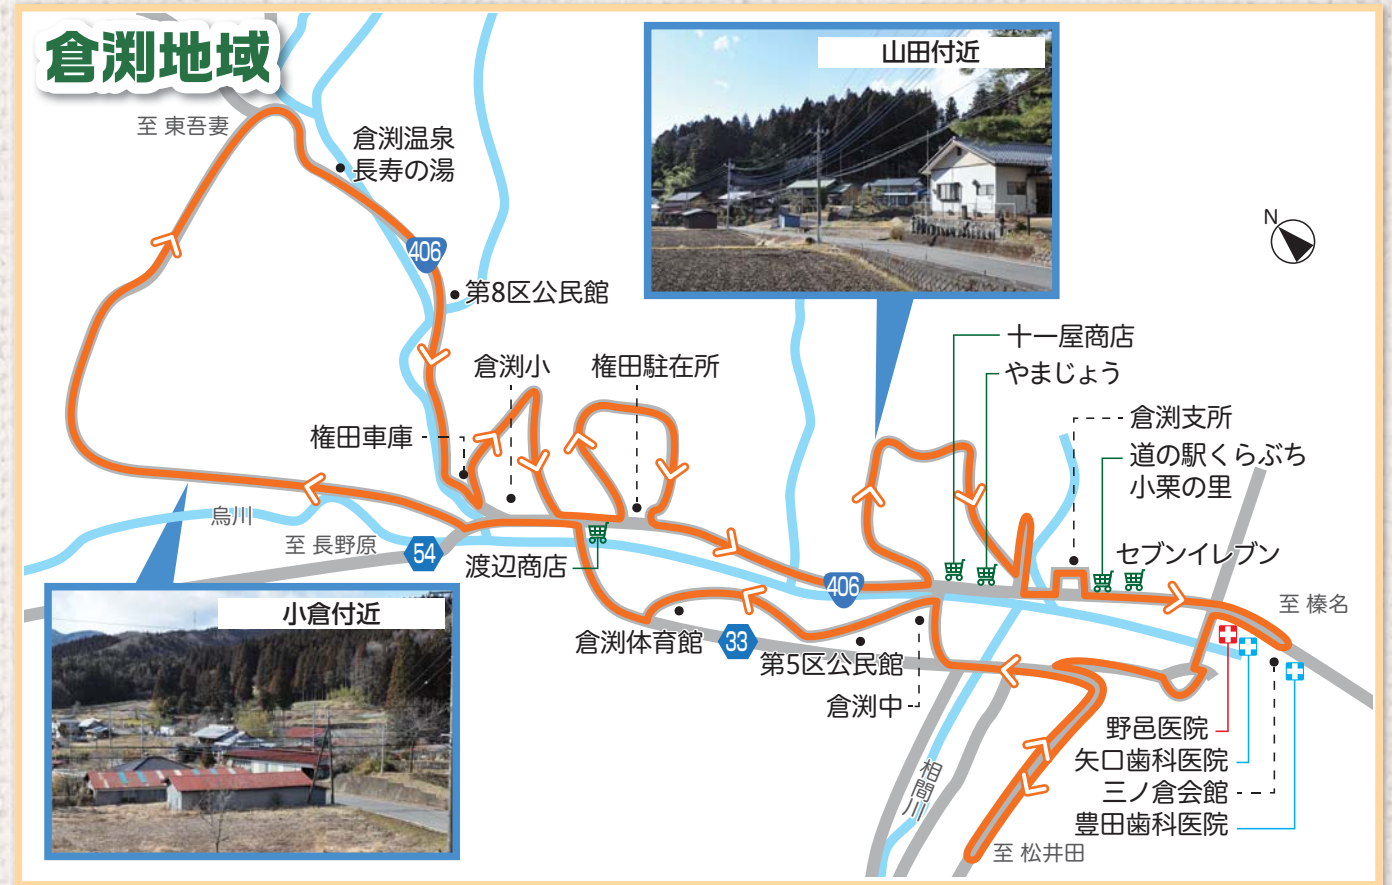 倉渕地域
山田付近
至 東吾妻
倉渕温泉
長寿の湯
N
406
第8区公民館
十一屋商店
やまじょう
倉渕小
権田駐在所
倉渕支所
権田車庫
道の駅くらぶち
小栗の里
烏川
至 長野原
54
渡辺商店
セブンイレブン
406
至 榛名
小倉付近
倉渕体育館
33
第5区公民館
倉渕中
野邑医院
矢口歯科医院
三ノ倉会館
豊田歯科医院
相間川
至 松井田